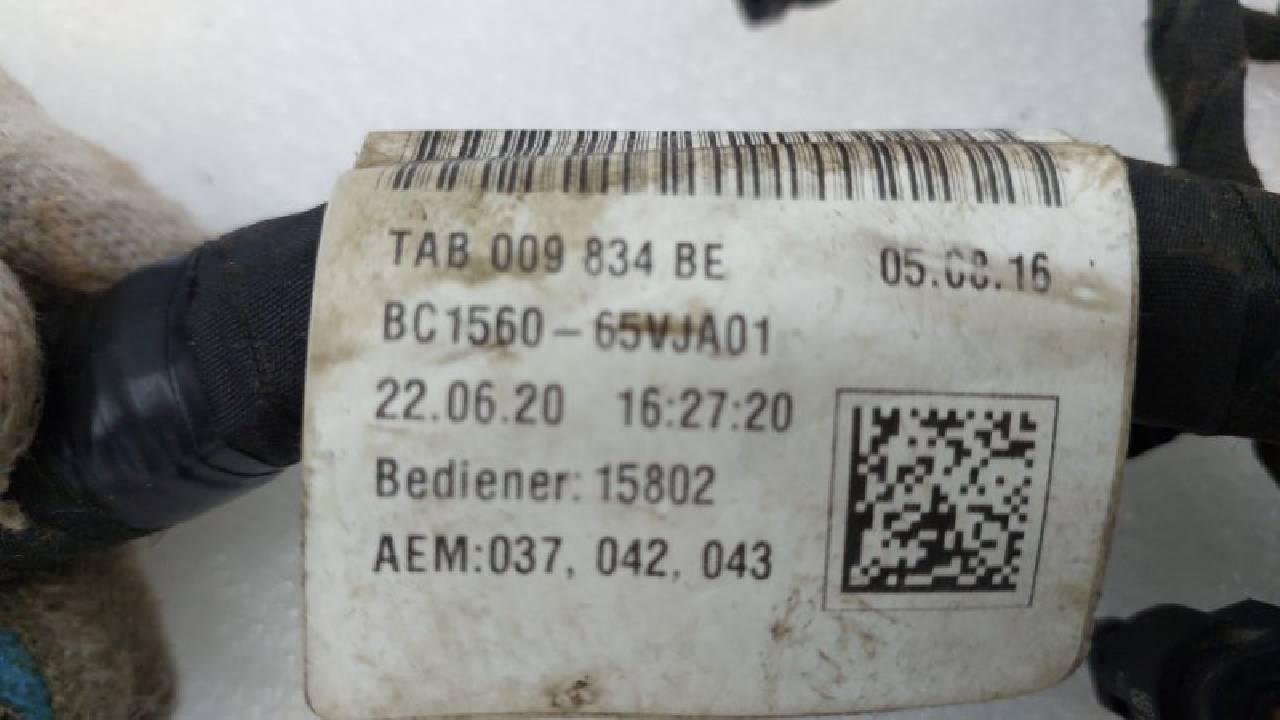 TAB 009 834 BE 05.08.16
BC1560-65VJA01
22.06.20 16:27:20
Bediener: 15802
AEM:037, 042, 043